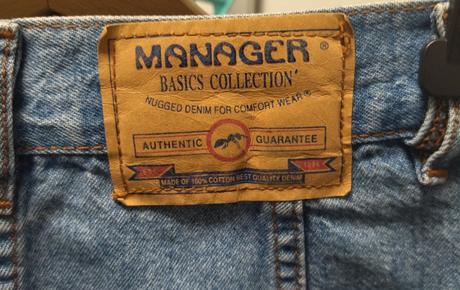 MANAGER®
BASICS COLLECTION'
NUGGED DENIM FOR COMFORT WEAR®
AUTHENTIC GUARANTEE
MADE OF 100% COTTON BEST QUALITY DENIM